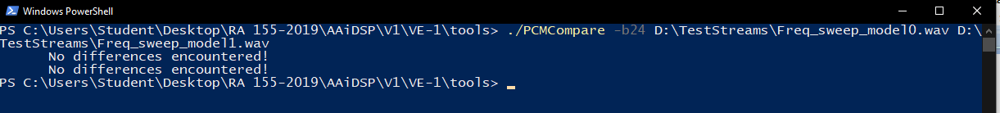 Windows PowerShell
PS C:\Users\Student\Desktop\RA 155-2019\AAiDSP\V1\VE-1\tools> ./PCMCompare -b24 D:\TestStreams\Freq_sweep_model0.wav D:\
TestStreams\Freq_sweep_model1.wav
No differences encountered!
No differences encountered!
PS C:\Users\Student\Desktop\RA 155-2019\AAiDSP\V1\VE-1\tools>